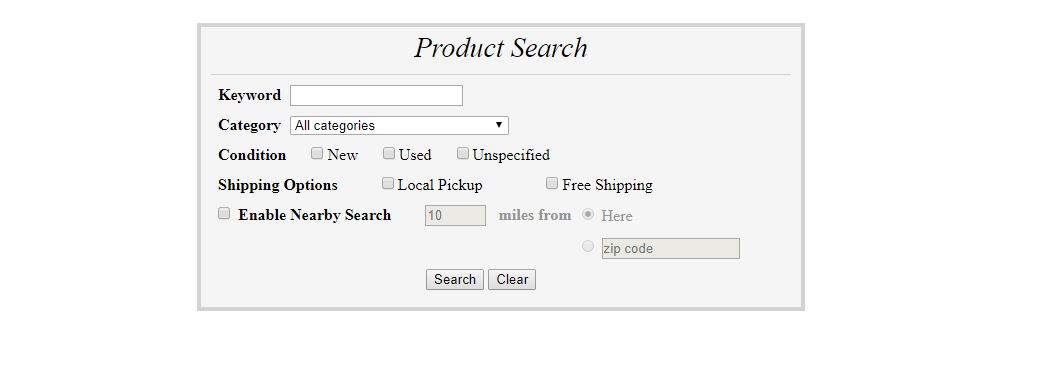 Product Search
Keyword
Category All categories
Condition New Used Unspecified
Shipping Options Local Pickup Free Shipping
Enable Nearby Search 10 miles from Here
zip code
Search Clear